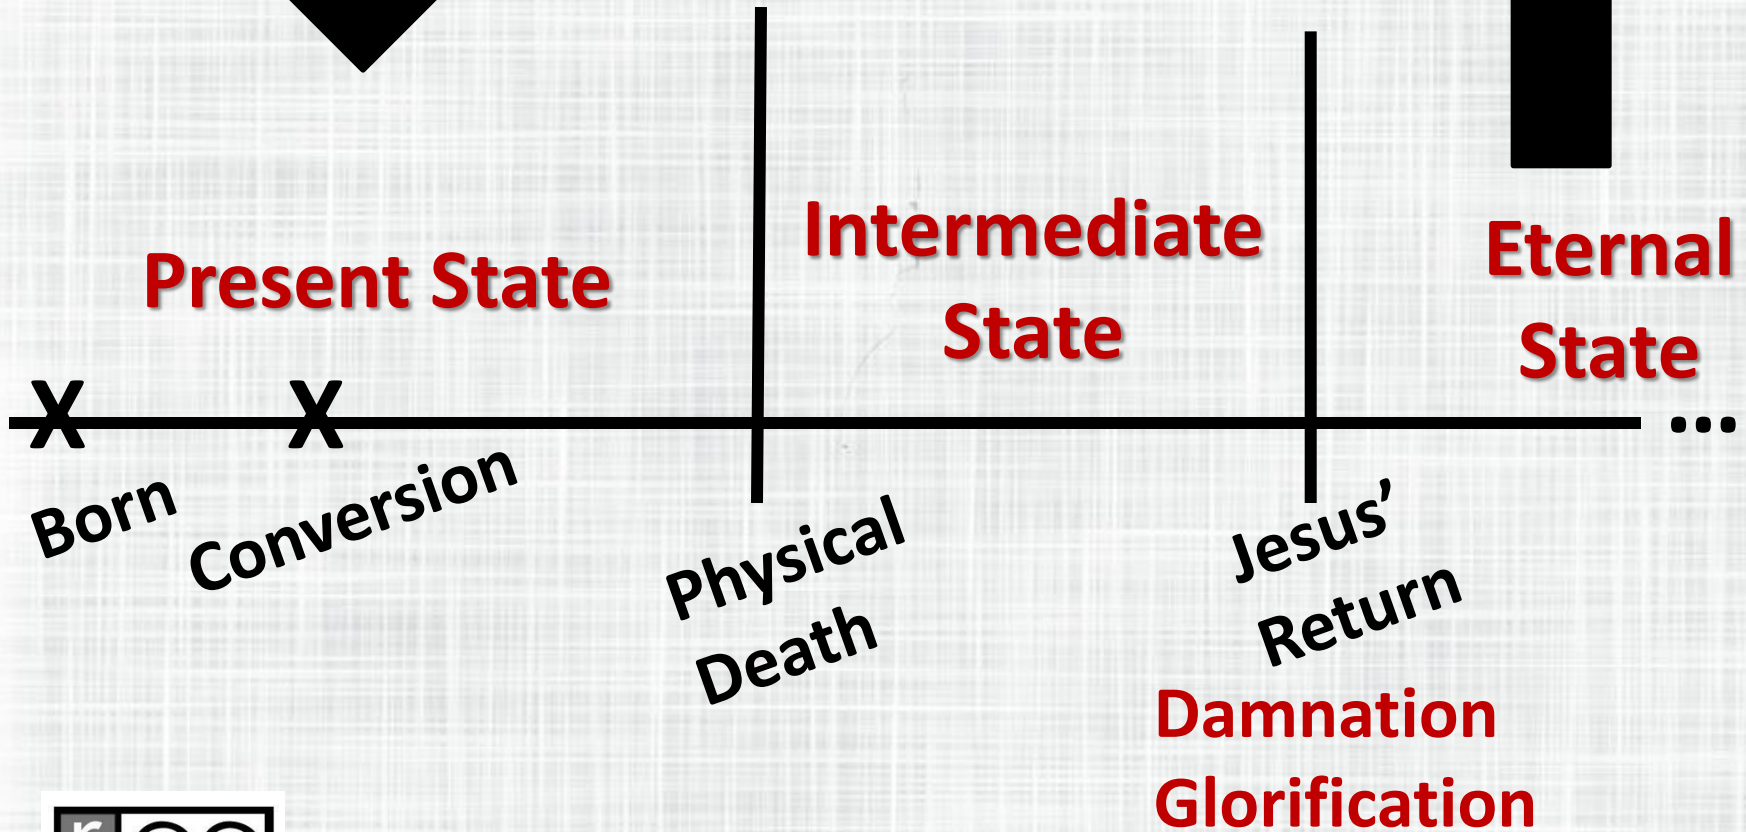 Present State
Intermediate
State
Eternal
State
X
X
...
Born
Conversion
Physical
Death
Jesus’
Return
Damnation
Glorification